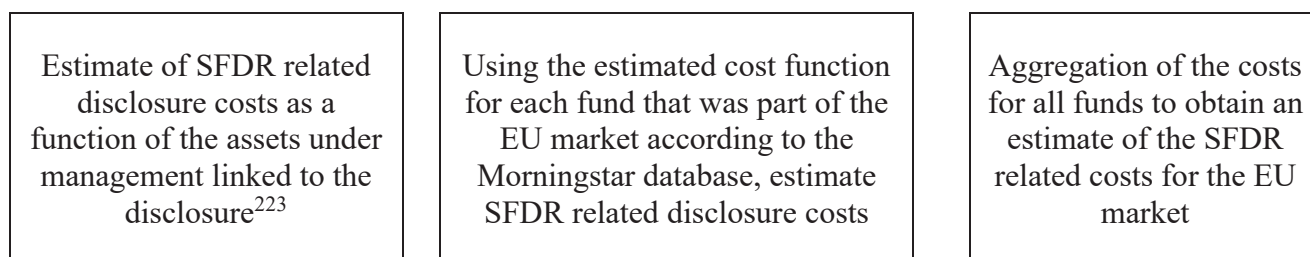 Estimate of SFDR related
disclosure costs as a
function of the assets under
management linked to the
disclosure223
Using the estimated cost function
for each fund that was part of the
EU market according to the
Morningstar database, estimate
SFDR related disclosure costs
Aggregation of the costs
for all funds to obtain an
estimate of the SFDR
related costs for the EU
market